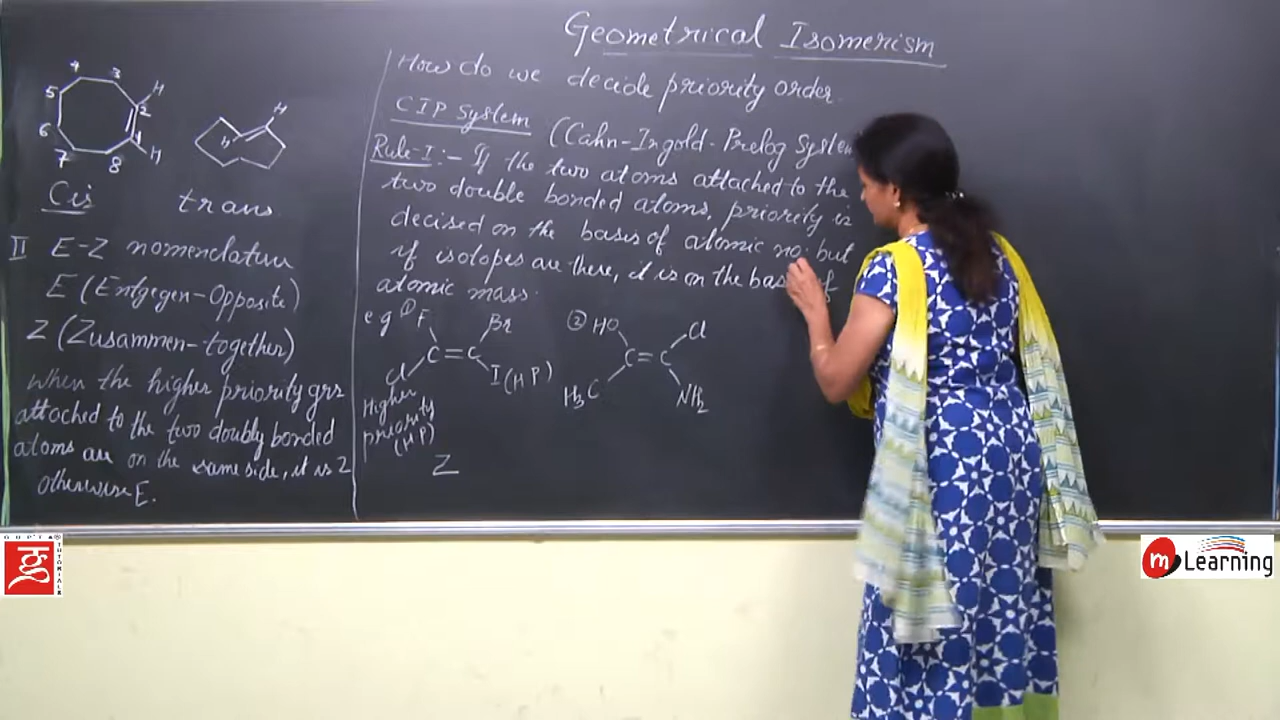 Geometrical Isomerism
4 3 H
5 2
6 1 H
7 8
H
H
Cis trans
II E-Z nomenclature
E (Entgegen-Opposite)
Z (Zusammen-together)
When the higher priority grs
attached to the two doubly bonded
atoms are on the same side, it is Z
otherwise E.
How do we decide priority order.
CIP System (Cahn-Ingold-Prelog System
Rule-I:- If the two atoms attached to the
two double bonded atoms, priority is
decised on the basis of atomic no. but
if isotopes are there, it is on the basis of
atomic mass.
eg ① F Br
C=C
Cl I (HP)
Higher
priority
(HP)
Z
② HO Cl
C=C
H₃C NH₂
GUPTA TUTORIALS
m Learning